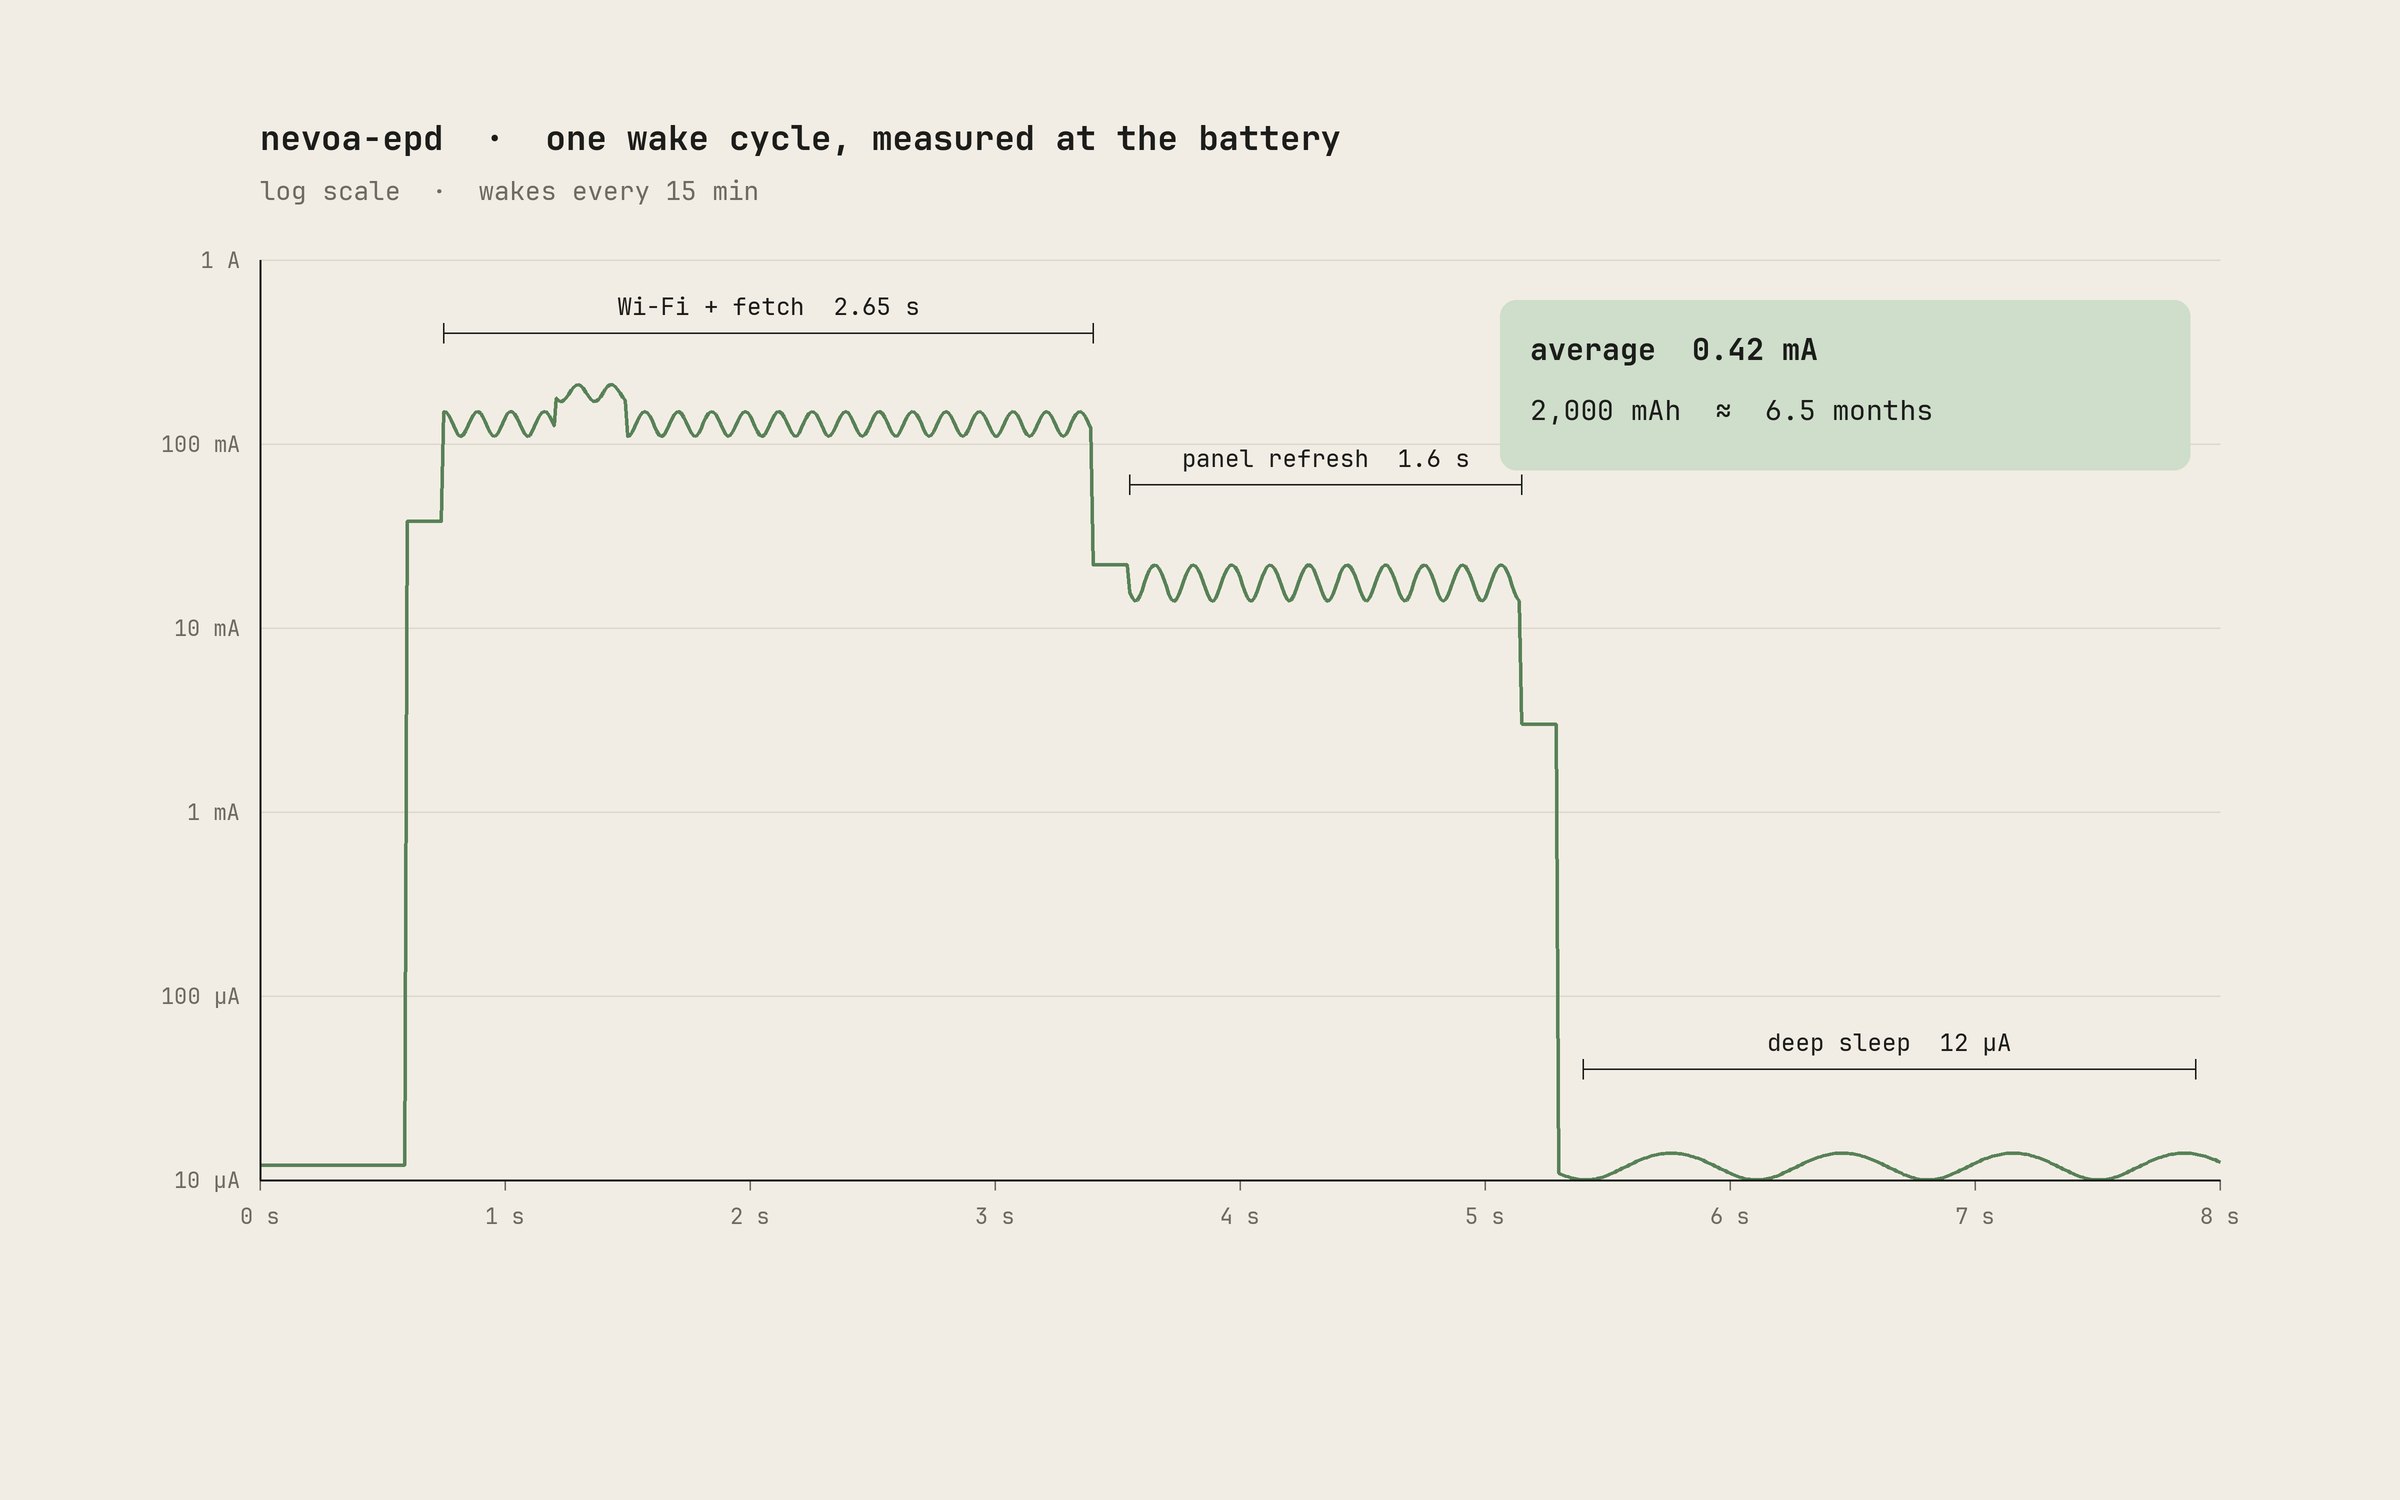 nevoa-epd · one wake cycle, measured at the battery
log scale · wakes every 15 min
1 A
Wi-Fi + fetch 2.65 s
average 0.42 mA
2,000 mAh ≈ 6.5 months
100 mA
panel refresh 1.6 s
10 mA
1 mA
100 µA
deep sleep 12 µA
10 µA
0 s 1 s 2 s 3 s 4 s 5 s 6 s 7 s 8 s